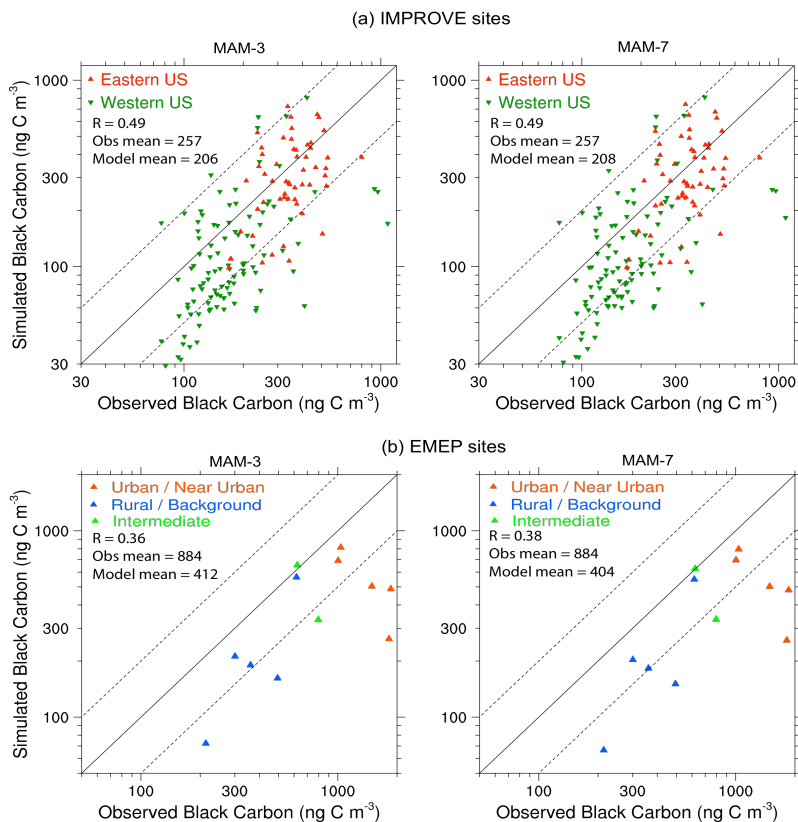 (a) IMPROVE sites
MAM-3
Simulated Black Carbon (ng C m⁻³)
1000
300
100
30
Eastern US
Western US
R = 0.49
Obs mean = 257
Model mean = 206
30 100 300 1000
Observed Black Carbon (ng C m⁻³)
MAM-7
1000
300
100
30
Eastern US
Western US
R = 0.49
Obs mean = 257
Model mean = 208
30 100 300 1000
Observed Black Carbon (ng C m⁻³)
(b) EMEP sites
MAM-3
Simulated Black Carbon (ng C m⁻³)
1000
300
100
Urban / Near Urban
Rural / Background
Intermediate
R = 0.36
Obs mean = 884
Model mean = 412
100 300 1000
Observed Black Carbon (ng C m⁻³)
MAM-7
1000
300
100
Urban / Near Urban
Rural / Background
Intermediate
R = 0.38
Obs mean = 884
Model mean = 404
100 300 1000
Observed Black Carbon (ng C m⁻³)